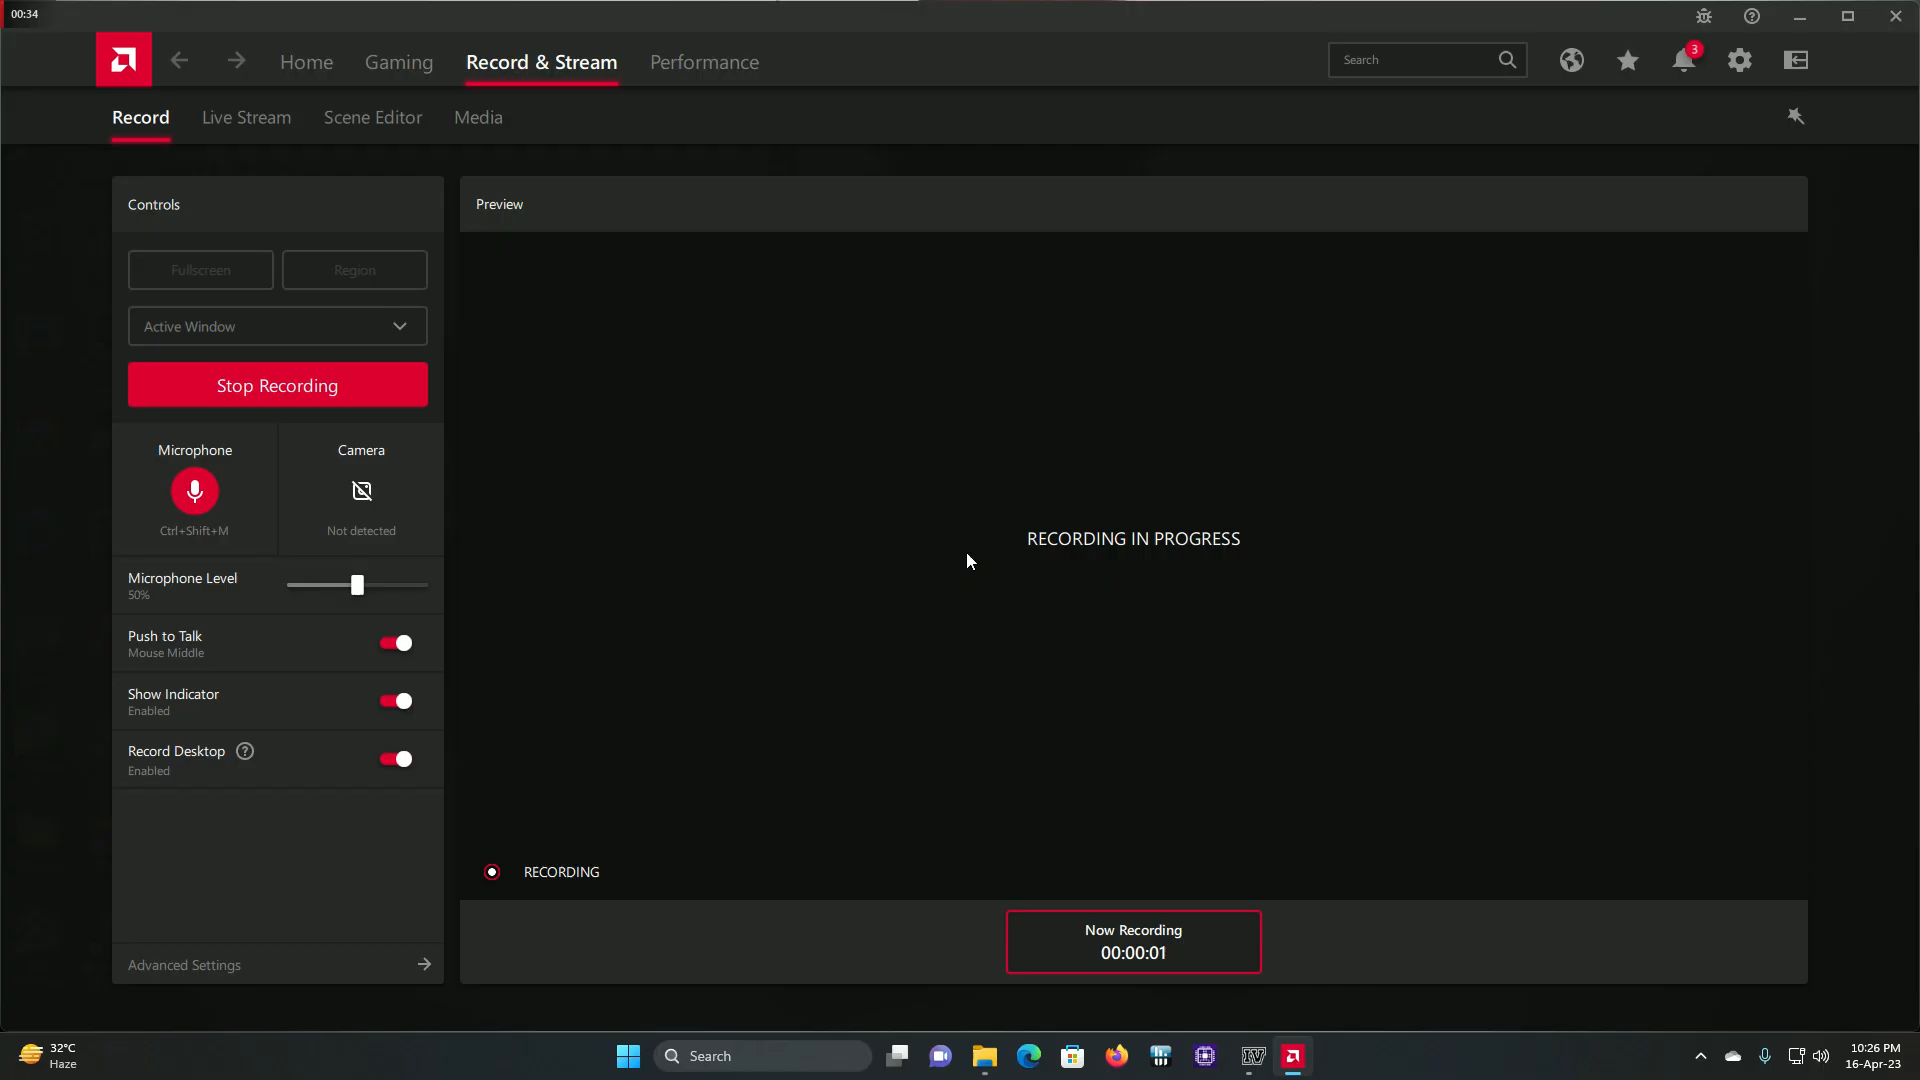 00:34
Home
Gaming
Record & Stream
Performance
Search
3
Record
Live Stream
Scene Editor
Media
Controls
Fullscreen
Region
Active Window
Stop Recording
Microphone
Ctrl+Shift+M
Camera
Not detected
Microphone Level
50%
Push to Talk
Mouse Middle
Show Indicator
Enabled
Record Desktop ?
Enabled
Advanced Settings
Preview
RECORDING IN PROGRESS
RECORDING
Now Recording
00:00:01
32°C
Haze
Search
IV
10:26 PM
16-Apr-23